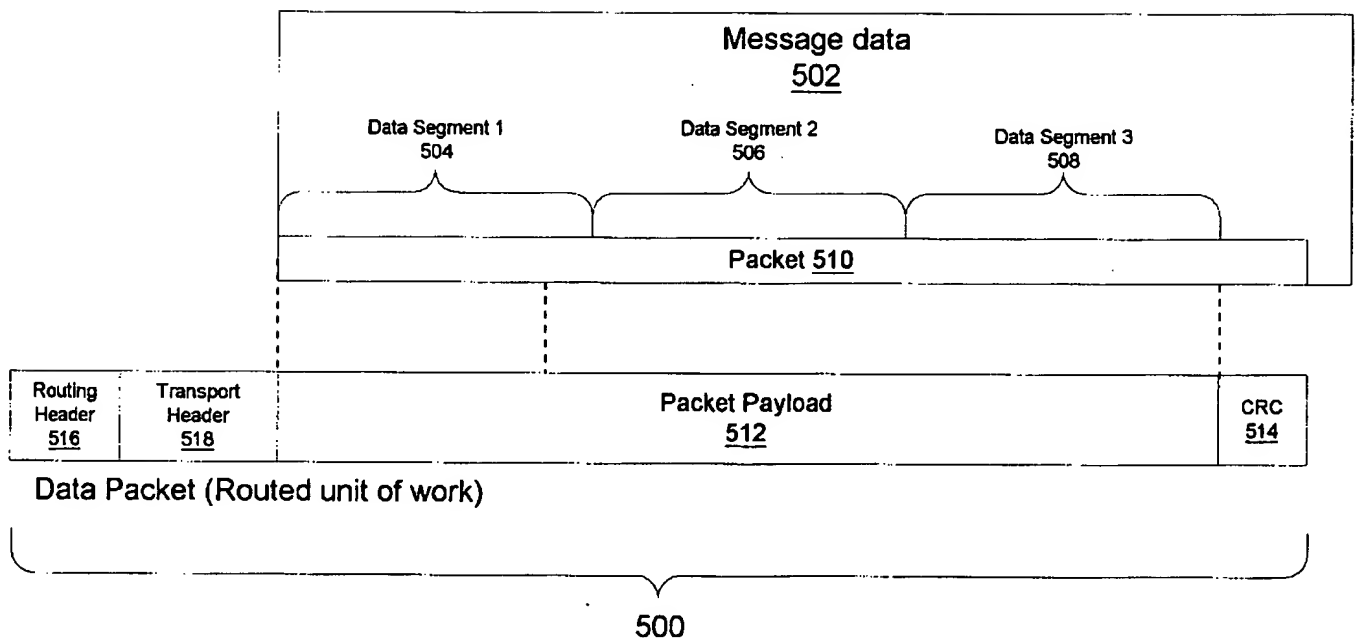 Message data
502
Data Segment 1
504
Data Segment 2
506
Data Segment 3
508
Packet 510
Routing
Header
516
Transport
Header
518
Packet Payload
512
CRC
514
Data Packet (Routed unit of work)
500